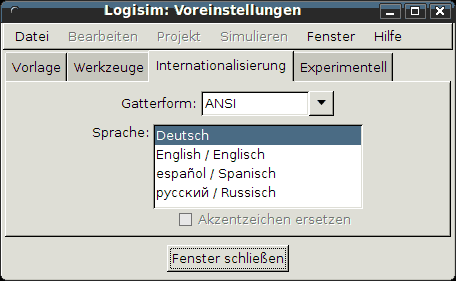 Logisim: Voreinstellungen
Datei Bearbeiten Projekt Simulieren Fenster Hilfe
Vorlage Werkzeuge Internationalisierung Experimentell
Gatterform: ANSI
Sprache: Deutsch
English / Englisch
español / Spanisch
русский / Russisch
Akzentzeichen ersetzen
Fenster schließen